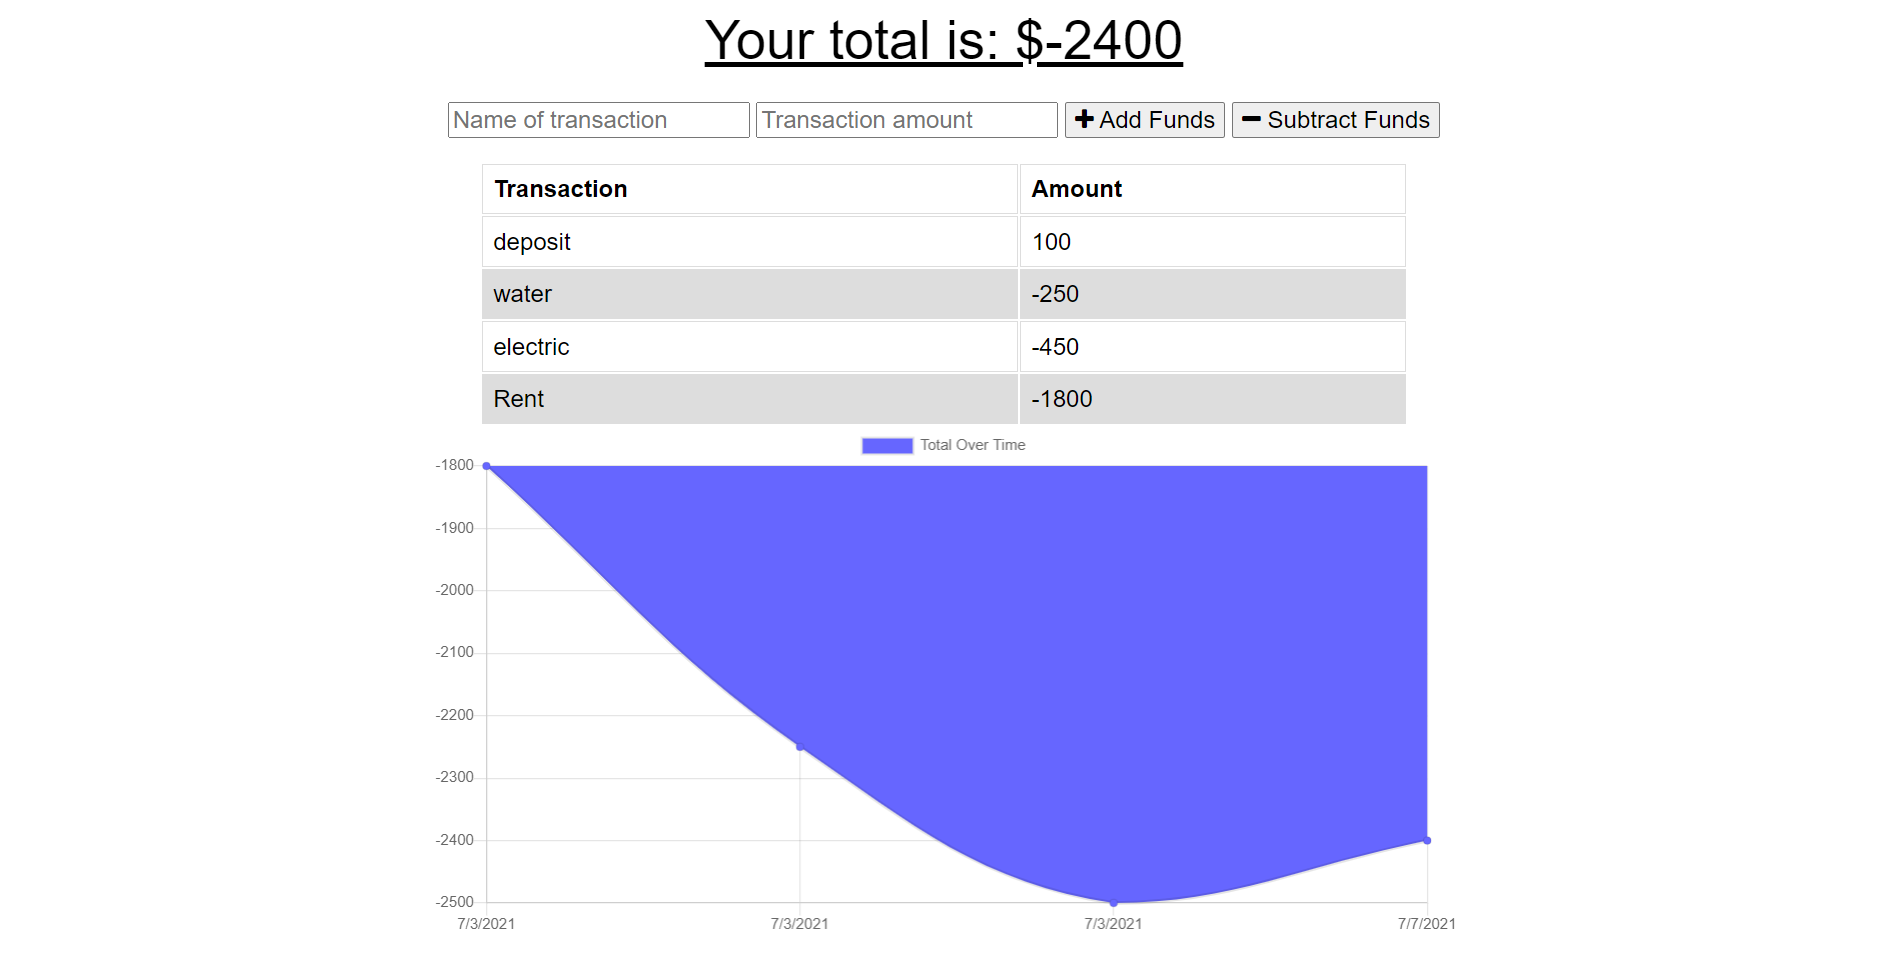 Your total is: $-2400
Name of transaction Transaction amount Add Funds Subtract Funds
Transaction Amount
deposit 100
water -250
electric -450
Rent -1800
Total Over Time
-1800
-1900
-2000
-2100
-2200
-2300
-2400
-2500
7/3/2021 7/3/2021 7/3/2021 7/7/2021